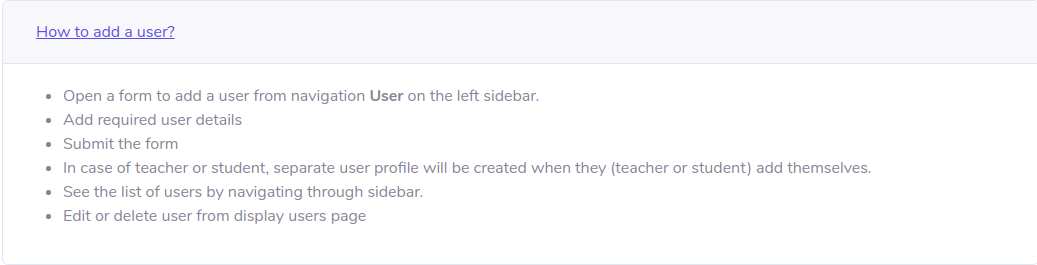 How to add a user?
Open a form to add a user from navigation User on the left sidebar.
Add required user details
Submit the form
In case of teacher or student, separate user profile will be created when they (teacher or student) add themselves.
See the list of users by navigating through sidebar.
Edit or delete user from display users page